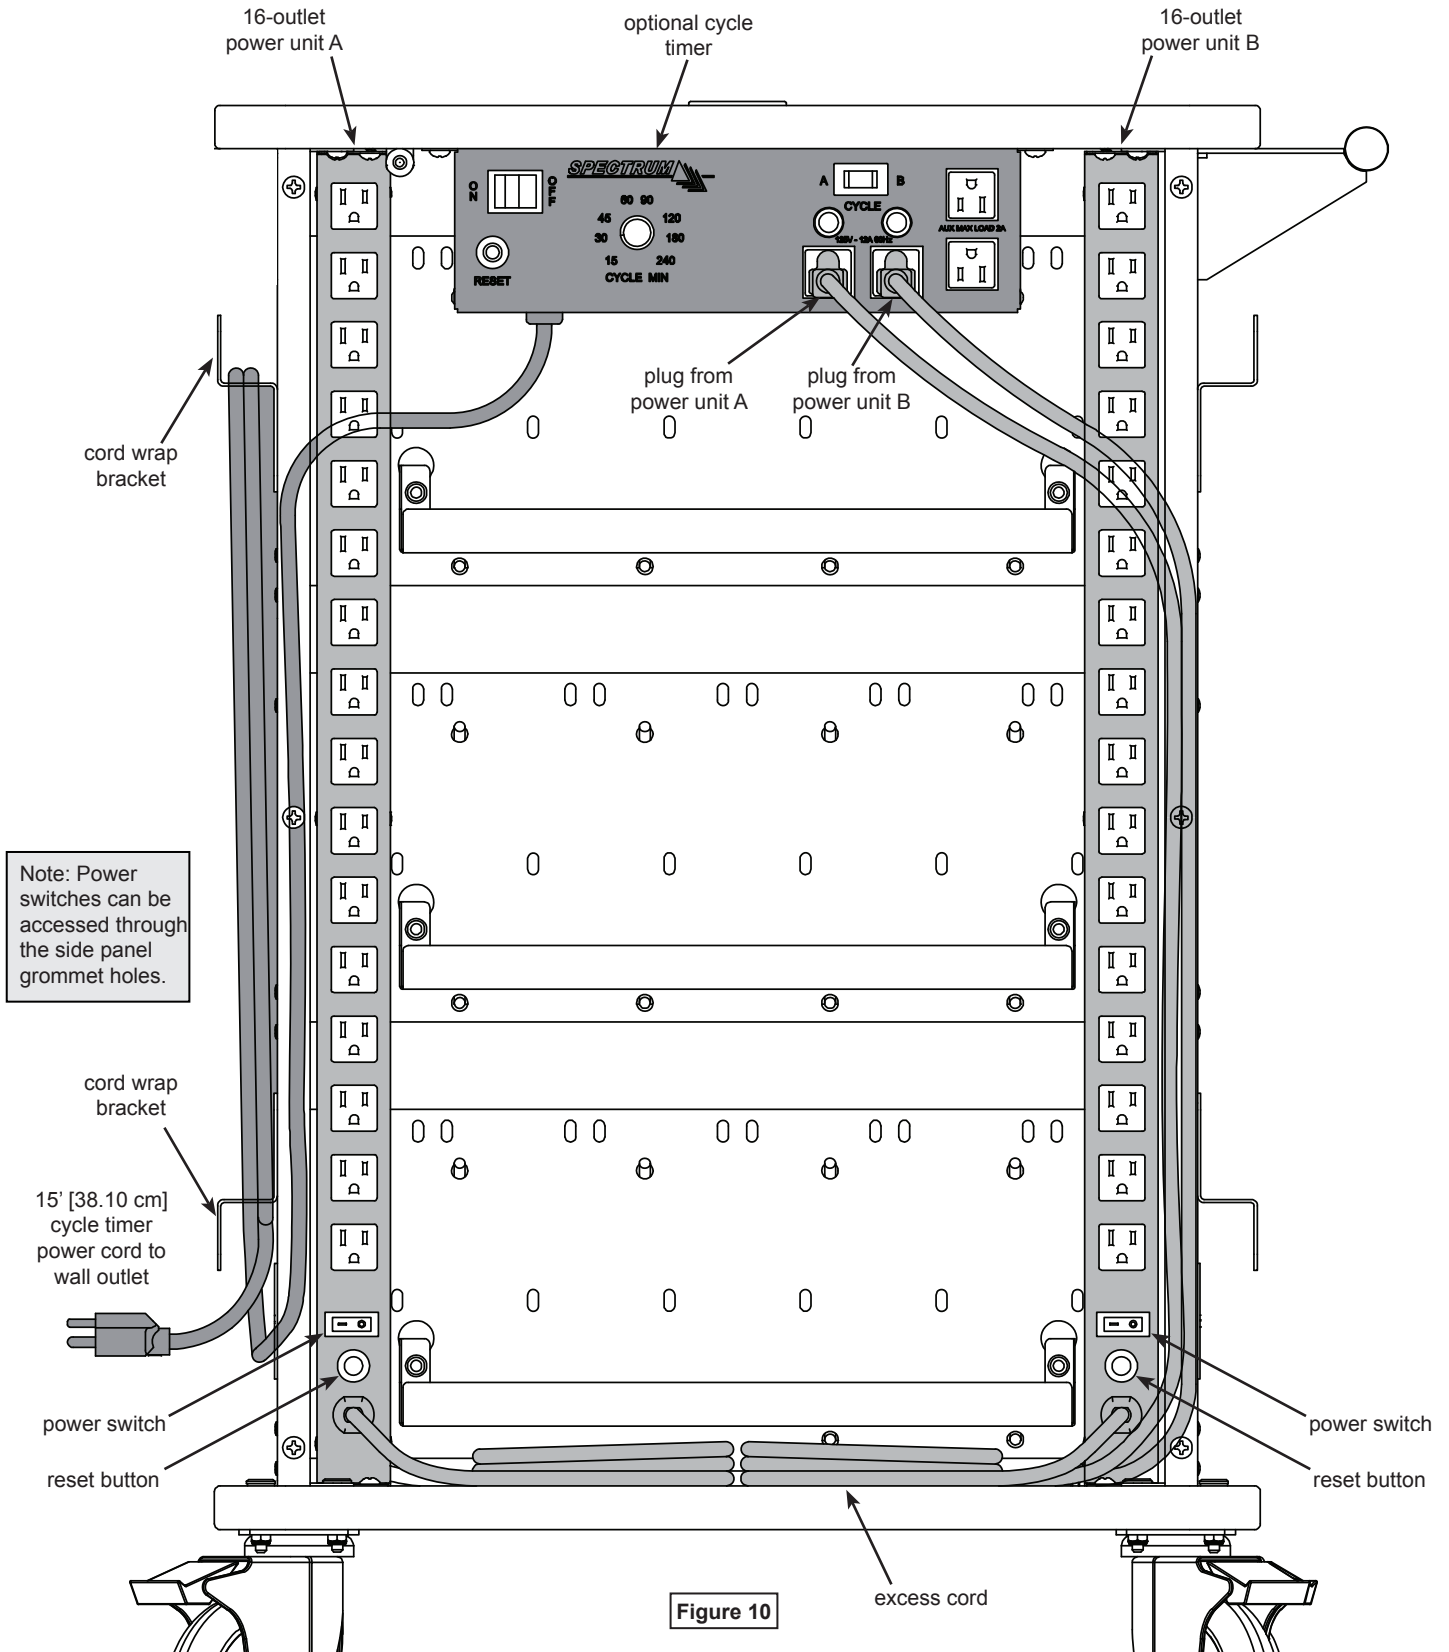 16-outlet
power unit A
optional cycle
timer
16-outlet
power unit B
SPECTRUM
ON
OFF
A
B
CYCLE
60 90
45
120
30
180
15
240
CYCLE MIN
RESET
125V - 12A 60HZ
AUX MAX LOAD 2A
plug from
power unit A
plug from
power unit B
cord wrap
bracket
Note: Power
switches can be
accessed through
the side panel
grommet holes.
cord wrap
bracket
15’ [38.10 cm]
cycle timer
power cord to
wall outlet
power switch
reset button
power switch
reset button
excess cord
Figure 10